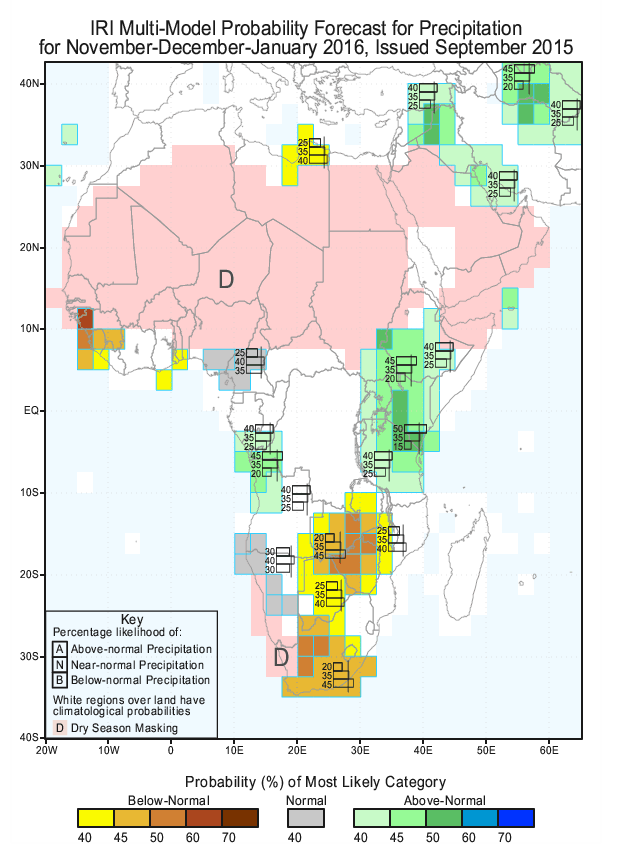 IRI Multi-Model Probability Forecast for Precipitation
for November-December-January 2016, Issued September 2015
40N
30N
20N
10N
EQ
10S
20S
30S
40S
20W
10W
0
10E
20E
30E
40E
50E
60E
45
35
20
40
35
25
40
35
25
25
35
40
40
35
25
D
25
40
35
40
35
25
45
35
20
40
35
25
50
35
15
45
35
20
40
35
25
40
35
25
25
35
40
20
35
45
30
40
30
25
35
40
D
20
35
45
Key
Percentage likelihood of:
A Above-normal Precipitation
N Near-normal Precipitation
B Below-normal Precipitation
White regions over land have
climatological probabilities
D Dry Season Masking
Probability (%) of Most Likely Category
Below-Normal Normal Above-Normal
40 45 50 60 70 40 40 45 50 60 70